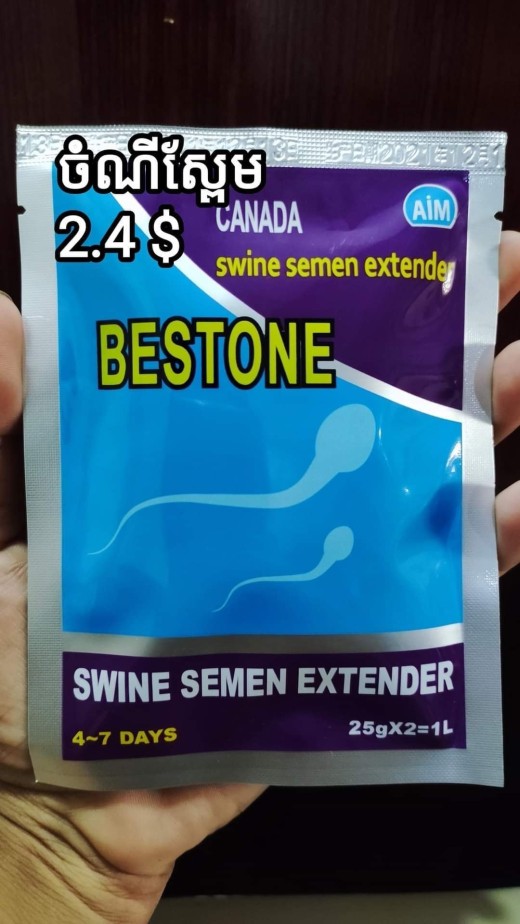 ចំណីស្ពែម
2.4 $
CANADA
AiM
swine semen extender
BESTONE
SWINE SEMEN EXTENDER
4~7 DAYS
25gX2=1L